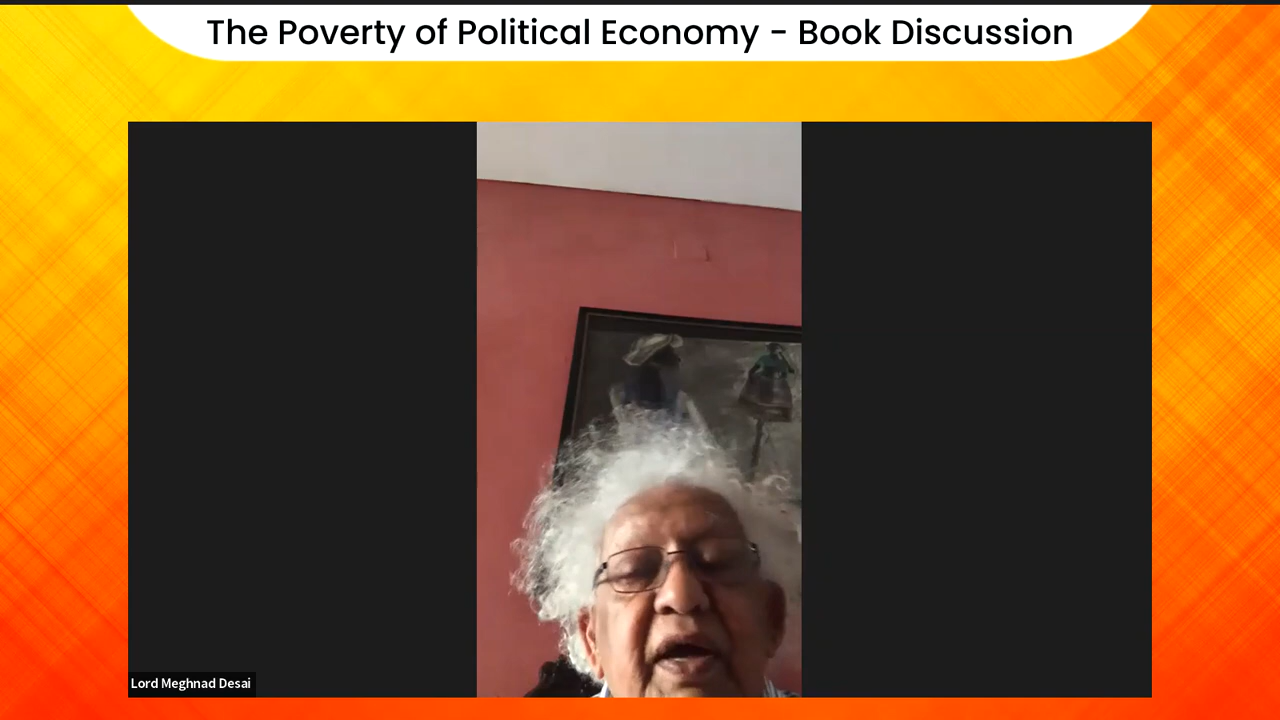 The Poverty of Political Economy - Book Discussion
Lord Meghnad Desai